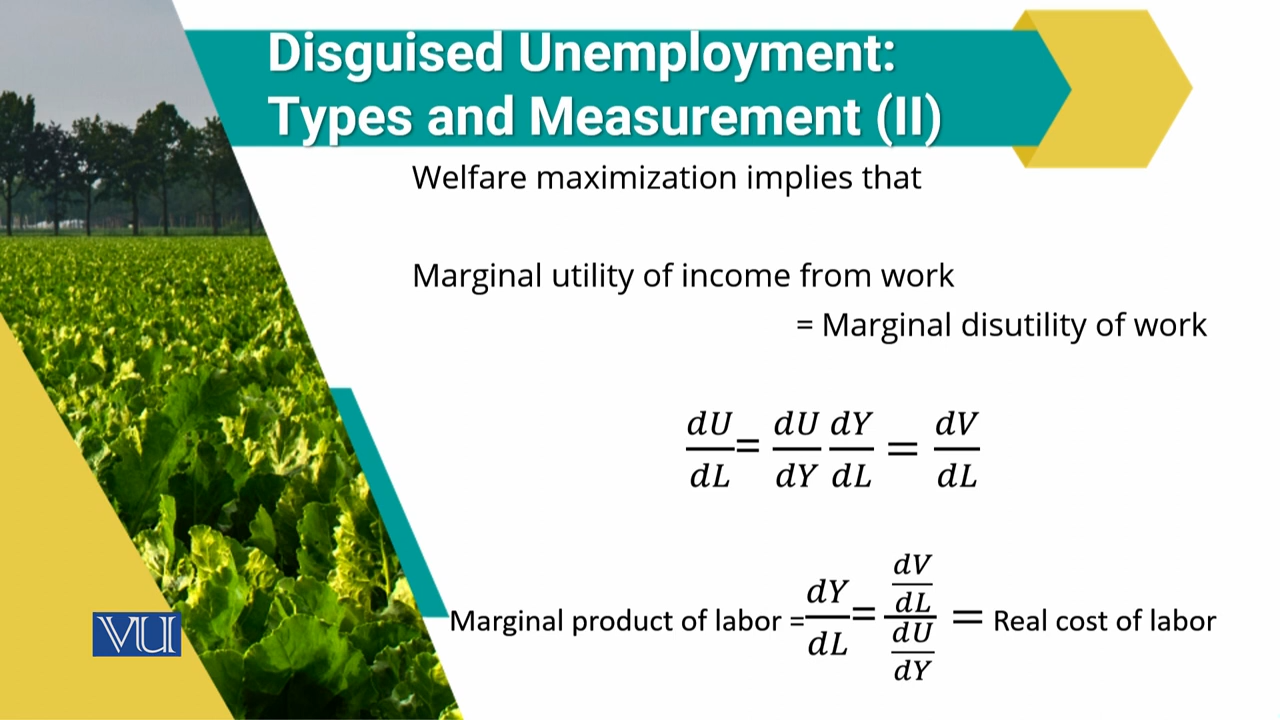 Disguised Unemployment:
Types and Measurement (II)
Welfare maximization implies that
Marginal utility of income from work
= Marginal disutility of work
dU/dL = dU/dY dY/dL = dV/dL
Marginal product of labor = dY/dL = (dV/dL)/(dU/dY) = Real cost of labor
VU